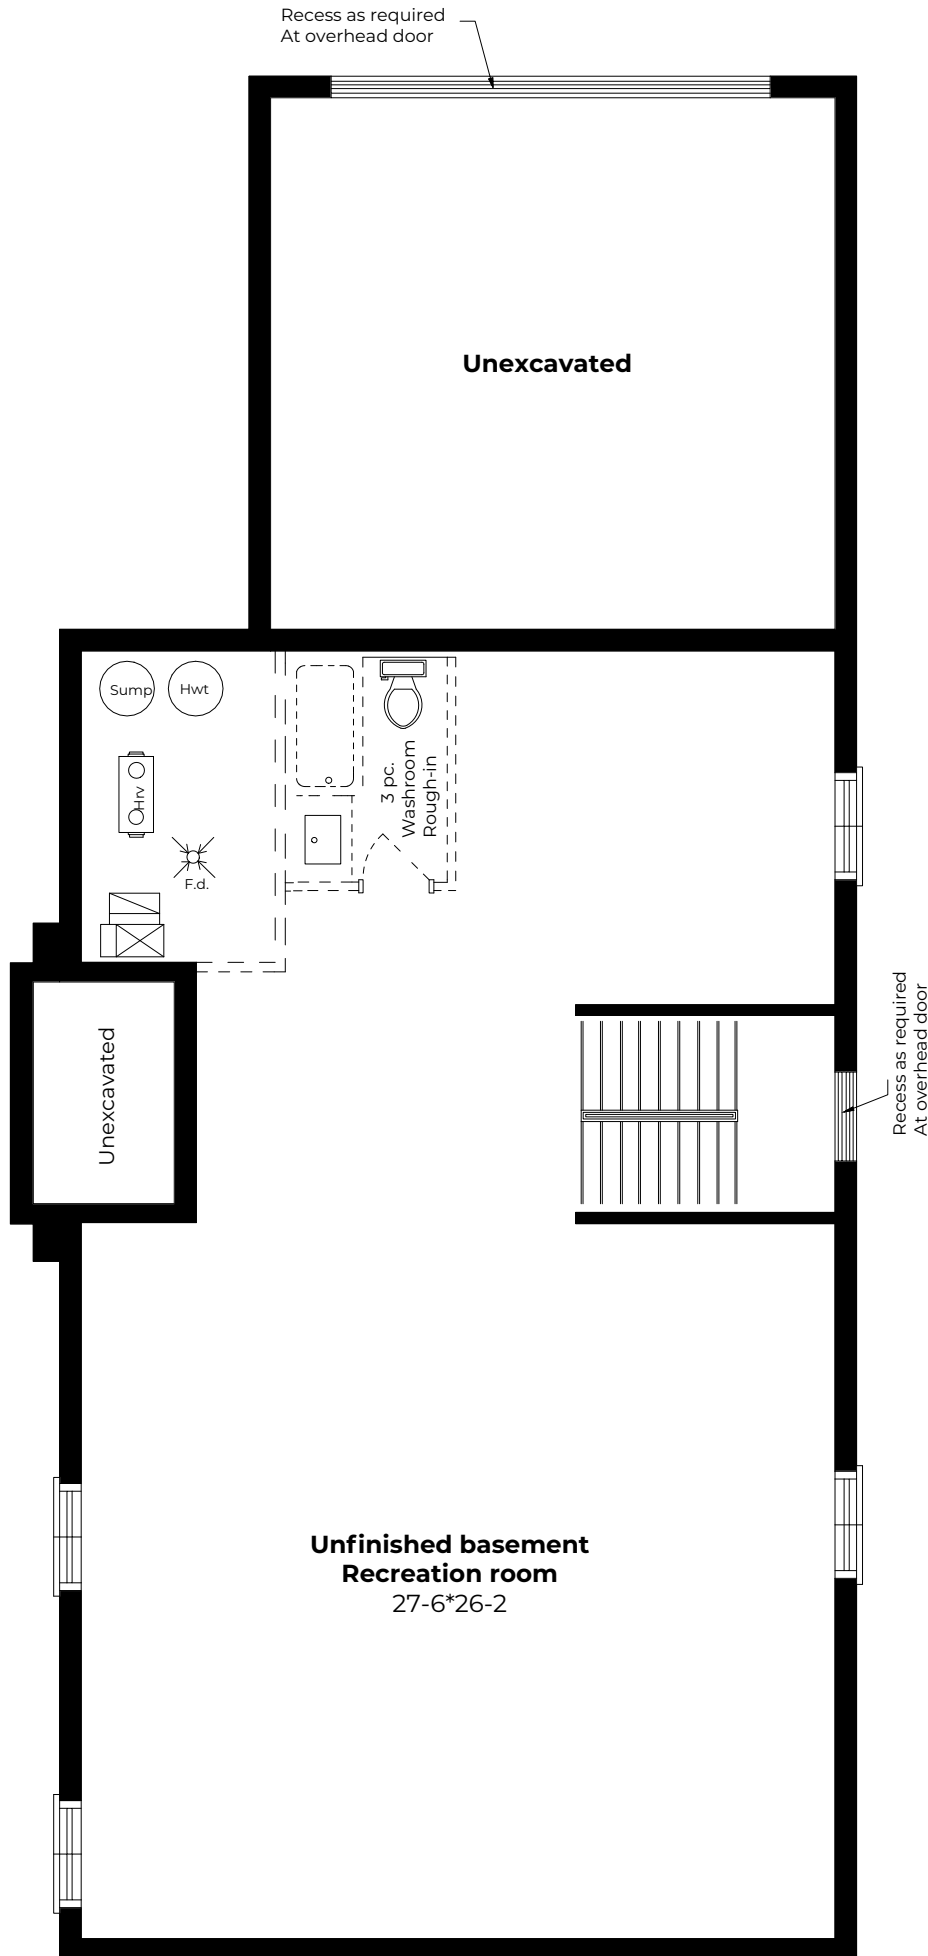 Recess as required
At overhead door
Unexcavated
Sump
Hwt
Hrv
3 pc.
Washroom
Rough-in
F.d.
Unexcavated
Recess as required
At overhead door
Unfinished basement
Recreation room
27-6*26-2